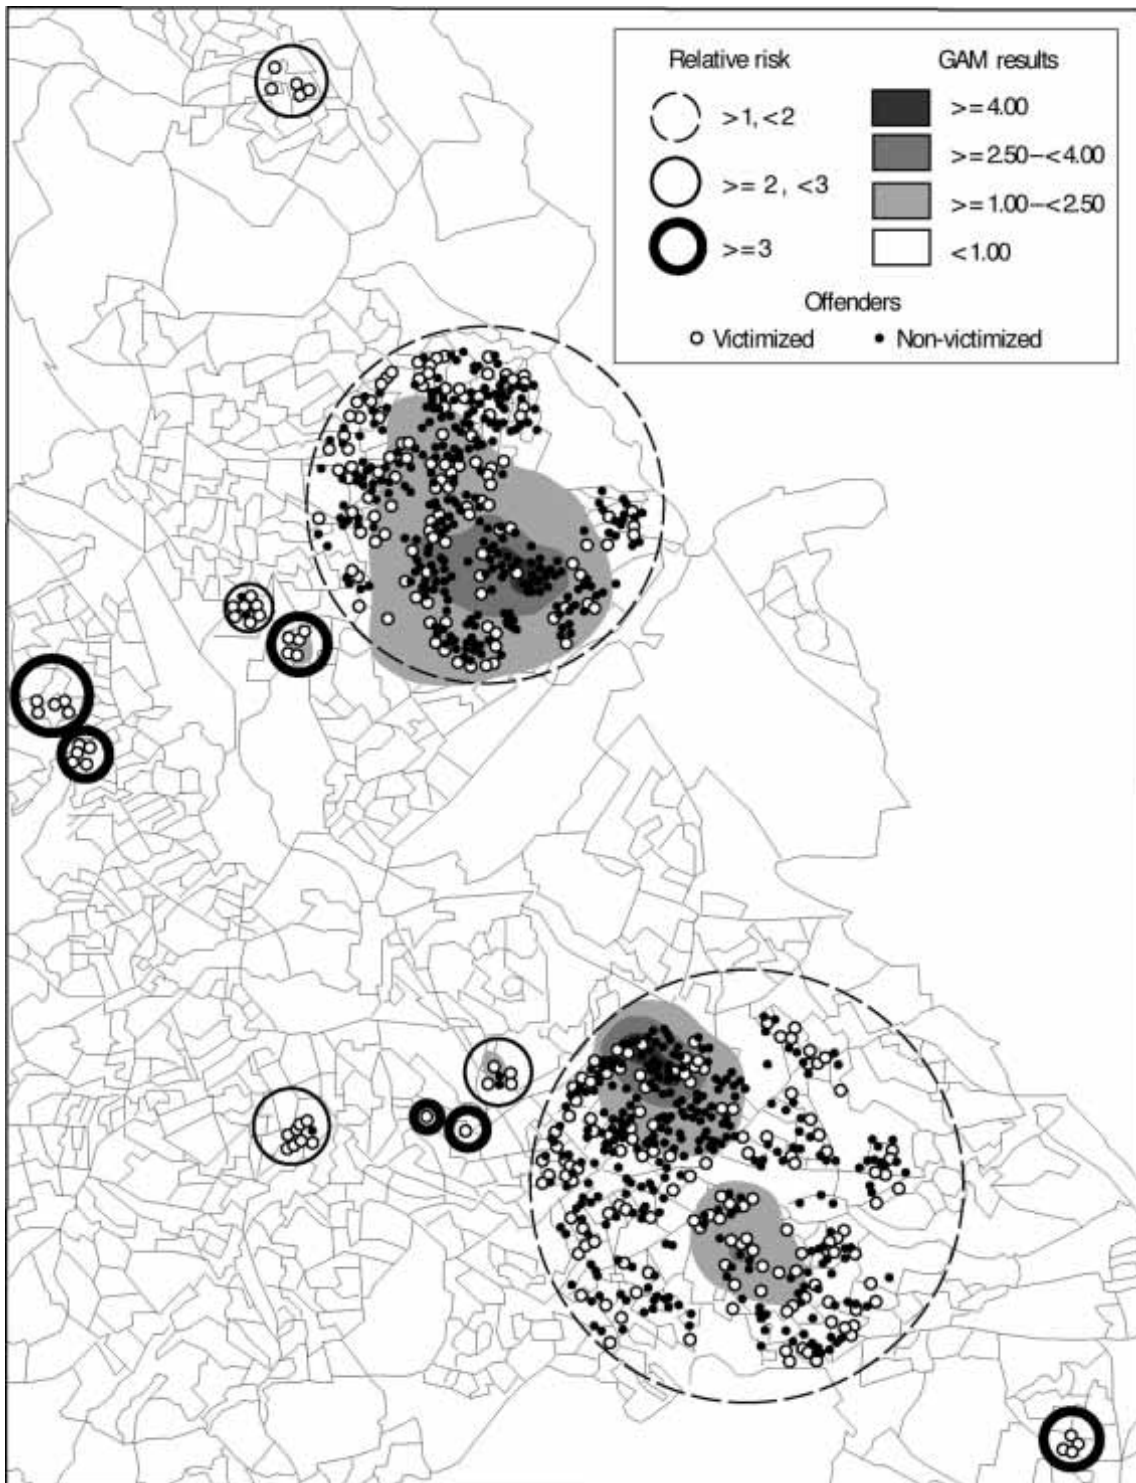 Relative risk
GAM results
>1, <2
>= 2, <3
>=3
>=4.00
>=2.50–<4.00
>=1.00–<2.50
<1.00
Offenders
Victimized
Non-victimized